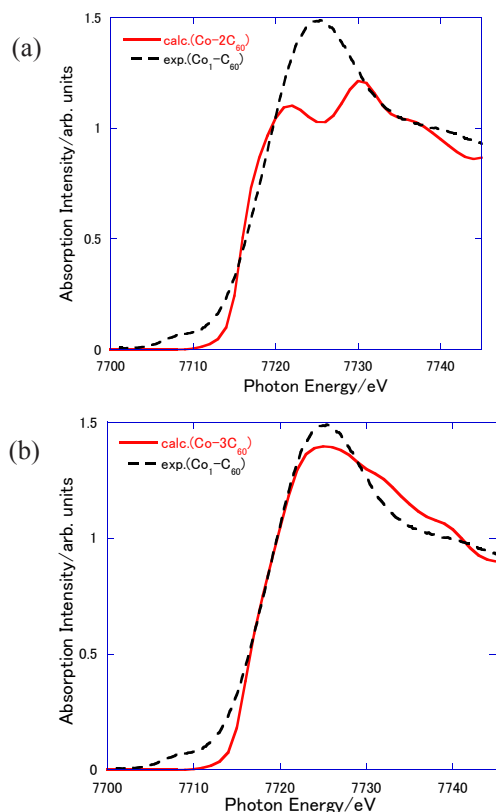 (a)
calc.(Co-2C60)
exp.(Co1-C60)
1.5
1
0.5
0
Absorption Intensity/arb. units
7700 7710 7720 7730 7740
Photon Energy/eV
(b)
calc.(Co-3C60)
exp.(Co1-C60)
1.5
1
0.5
0
Absorption Intensity/arb. units
7700 7710 7720 7730 7740
Photon Energy/eV